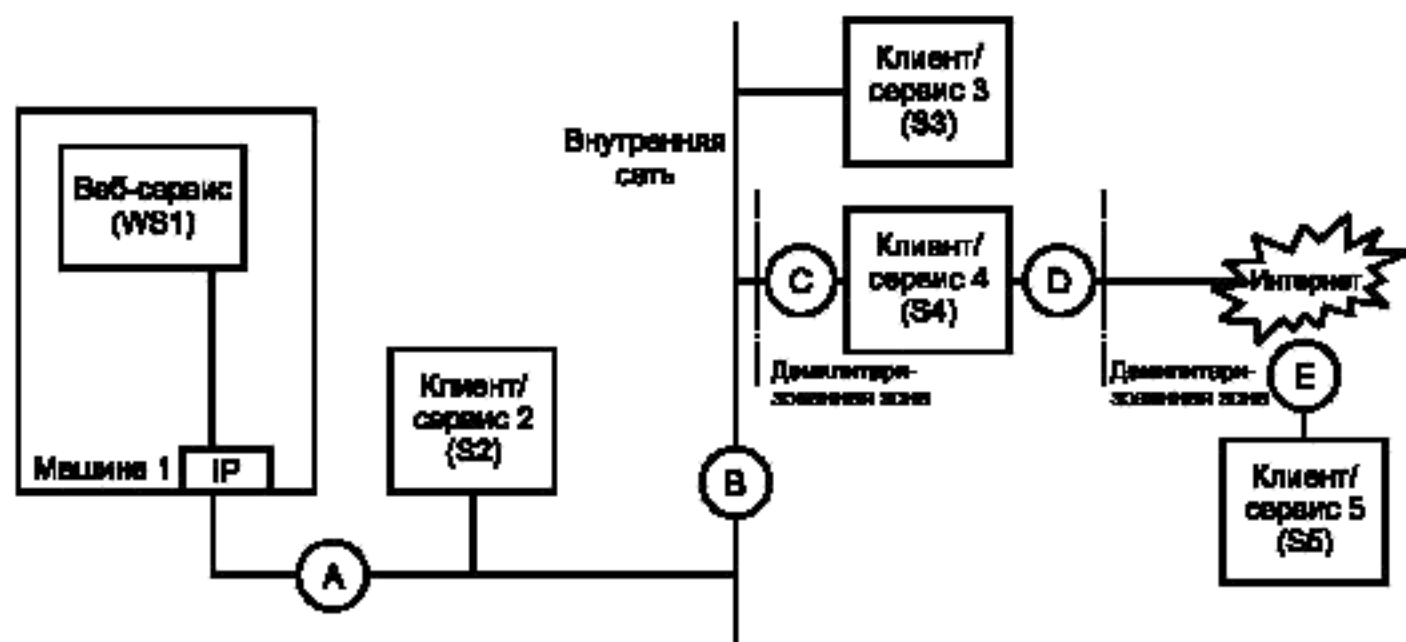 Клиент/
сервис 3
(S3)
Внутренняя
сеть
Веб-сервис
(WS1)
C
Клиент/
сервис 4
(S4)
D
Интернет
Демилитари-
зованная зона
Демилитари-
зованная зона
E
Клиент/
сервис 2
(S2)
Машина 1
IP
B
Клиент/
сервис 5
(S5)
A